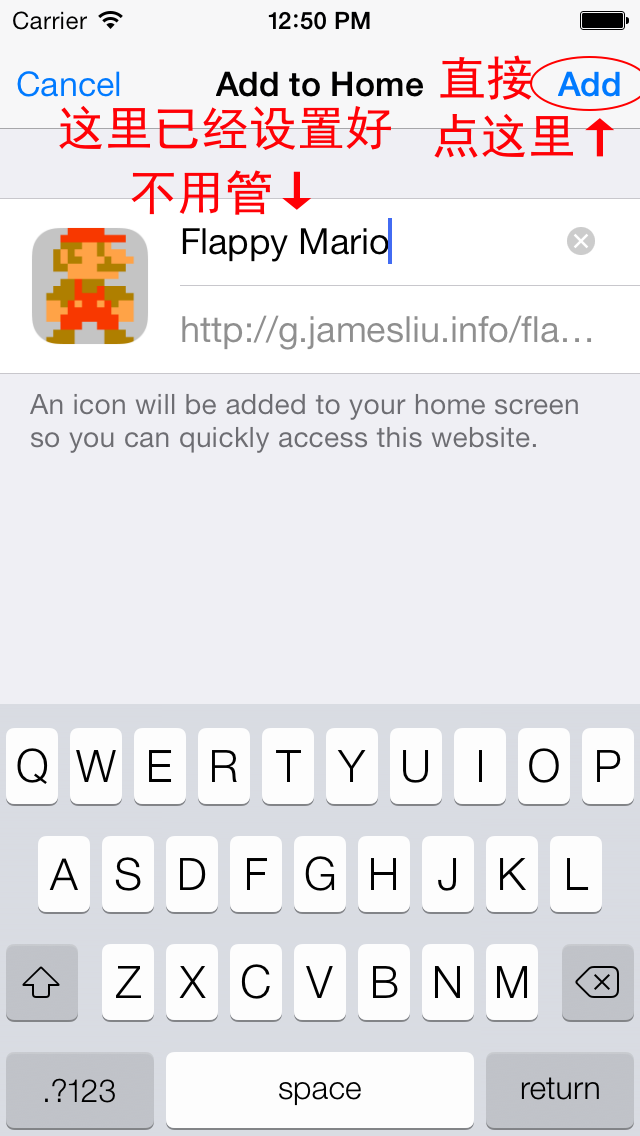 Carrier 12:50 PM
Cancel Add to Home 直接 Add
这里已经设置好 点这里↑
不用管↓
Flappy Mario
http://g.jamesliu.info/fla...
An icon will be added to your home screen
so you can quickly access this website.
Q W E R T Y U I O P
A S D F G H J K L
Z X C V B N M
.?123 space return